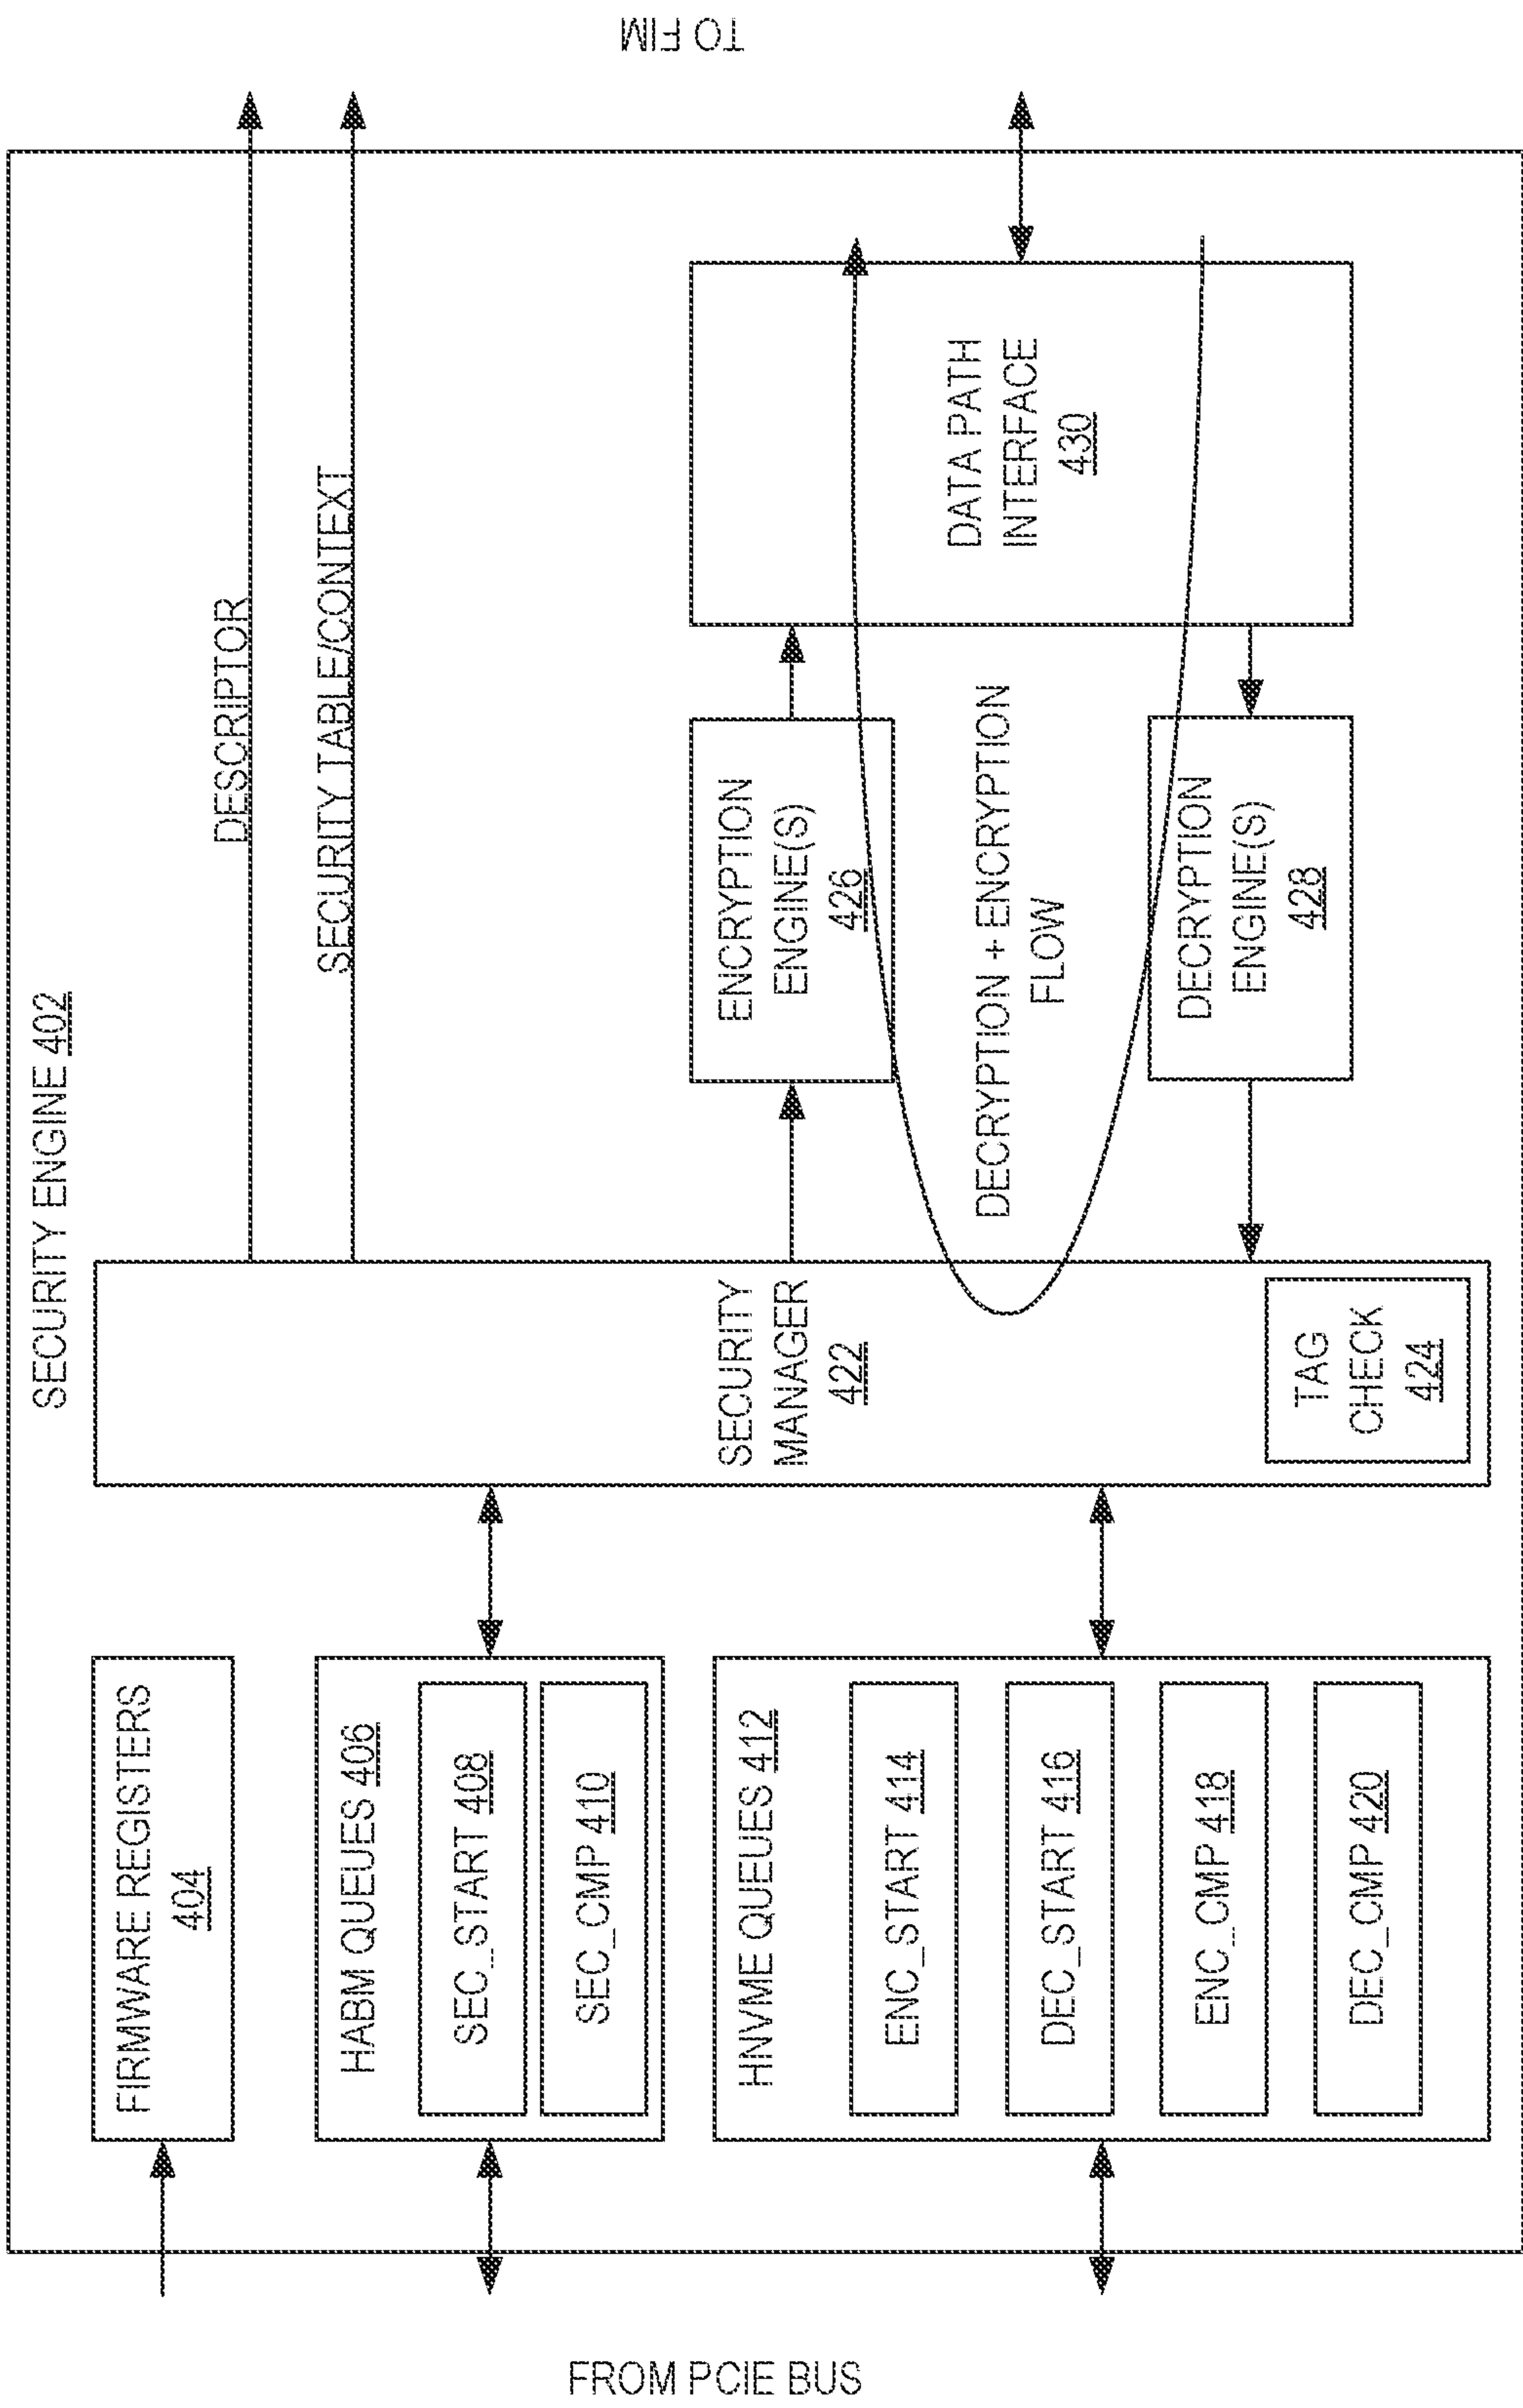 SECURITY ENGINE 402
FIRMWARE REGISTERS
404
HABM QUEUES 406
SEC_START 408
SEC_CMP 410
HNVME QUEUES 412
ENC_START 414
DEC_START 416
ENC_CMP 418
DEC_CMP 420
SECURITY
MANAGER
422
TAG
CHECK
424
DESCRIPTOR
SECURITY TABLE/CONTEXT
ENCRYPTION
ENGINE(S)
426
DECRYPTION + ENCRYPTION
FLOW
DECRYPTION
ENGINE(S)
428
DATA PATH
INTERFACE
430
FROM PCIE BUS
TO FIM